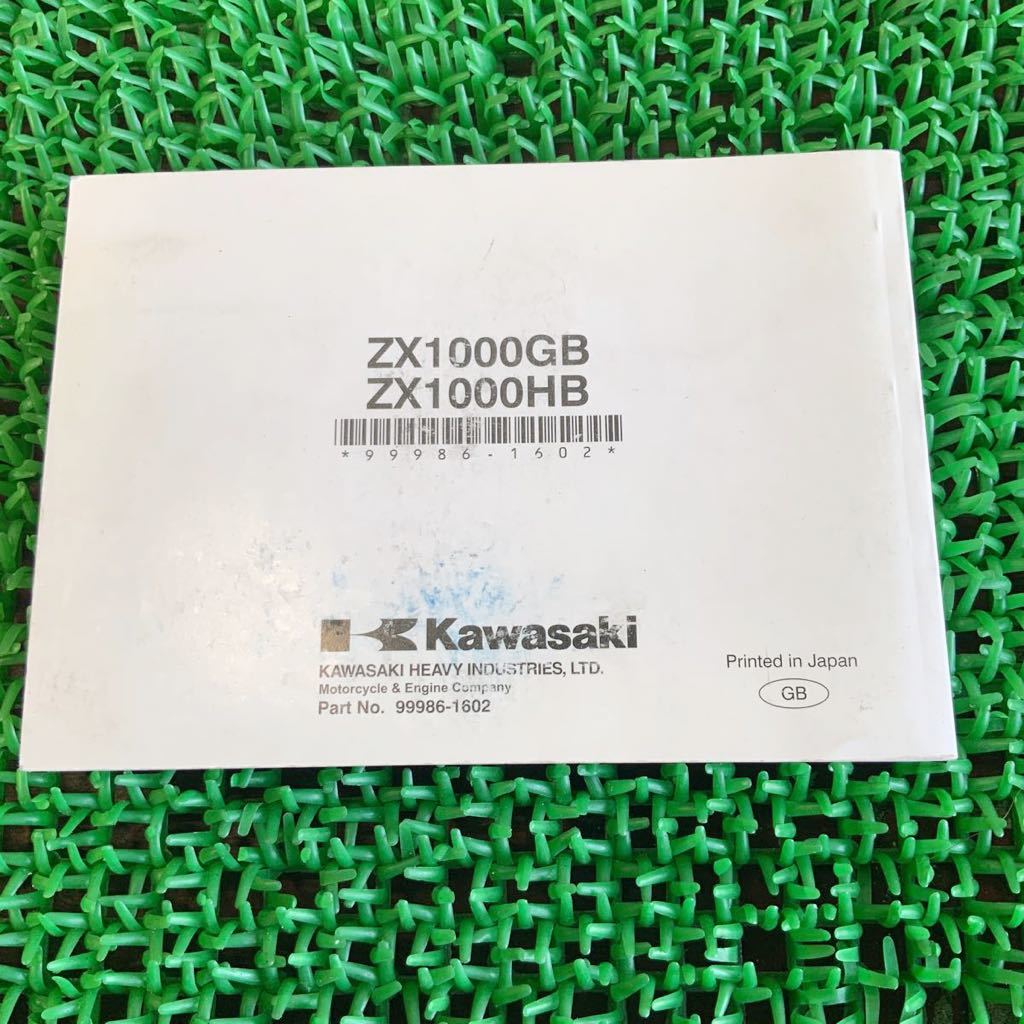 ZX1000GB
ZX1000HB
*99986-1602*
Kawasaki
KAWASAKI HEAVY INDUSTRIES, LTD.
Motorcycle & Engine Company
Part No. 99986-1602
Printed in Japan
GB